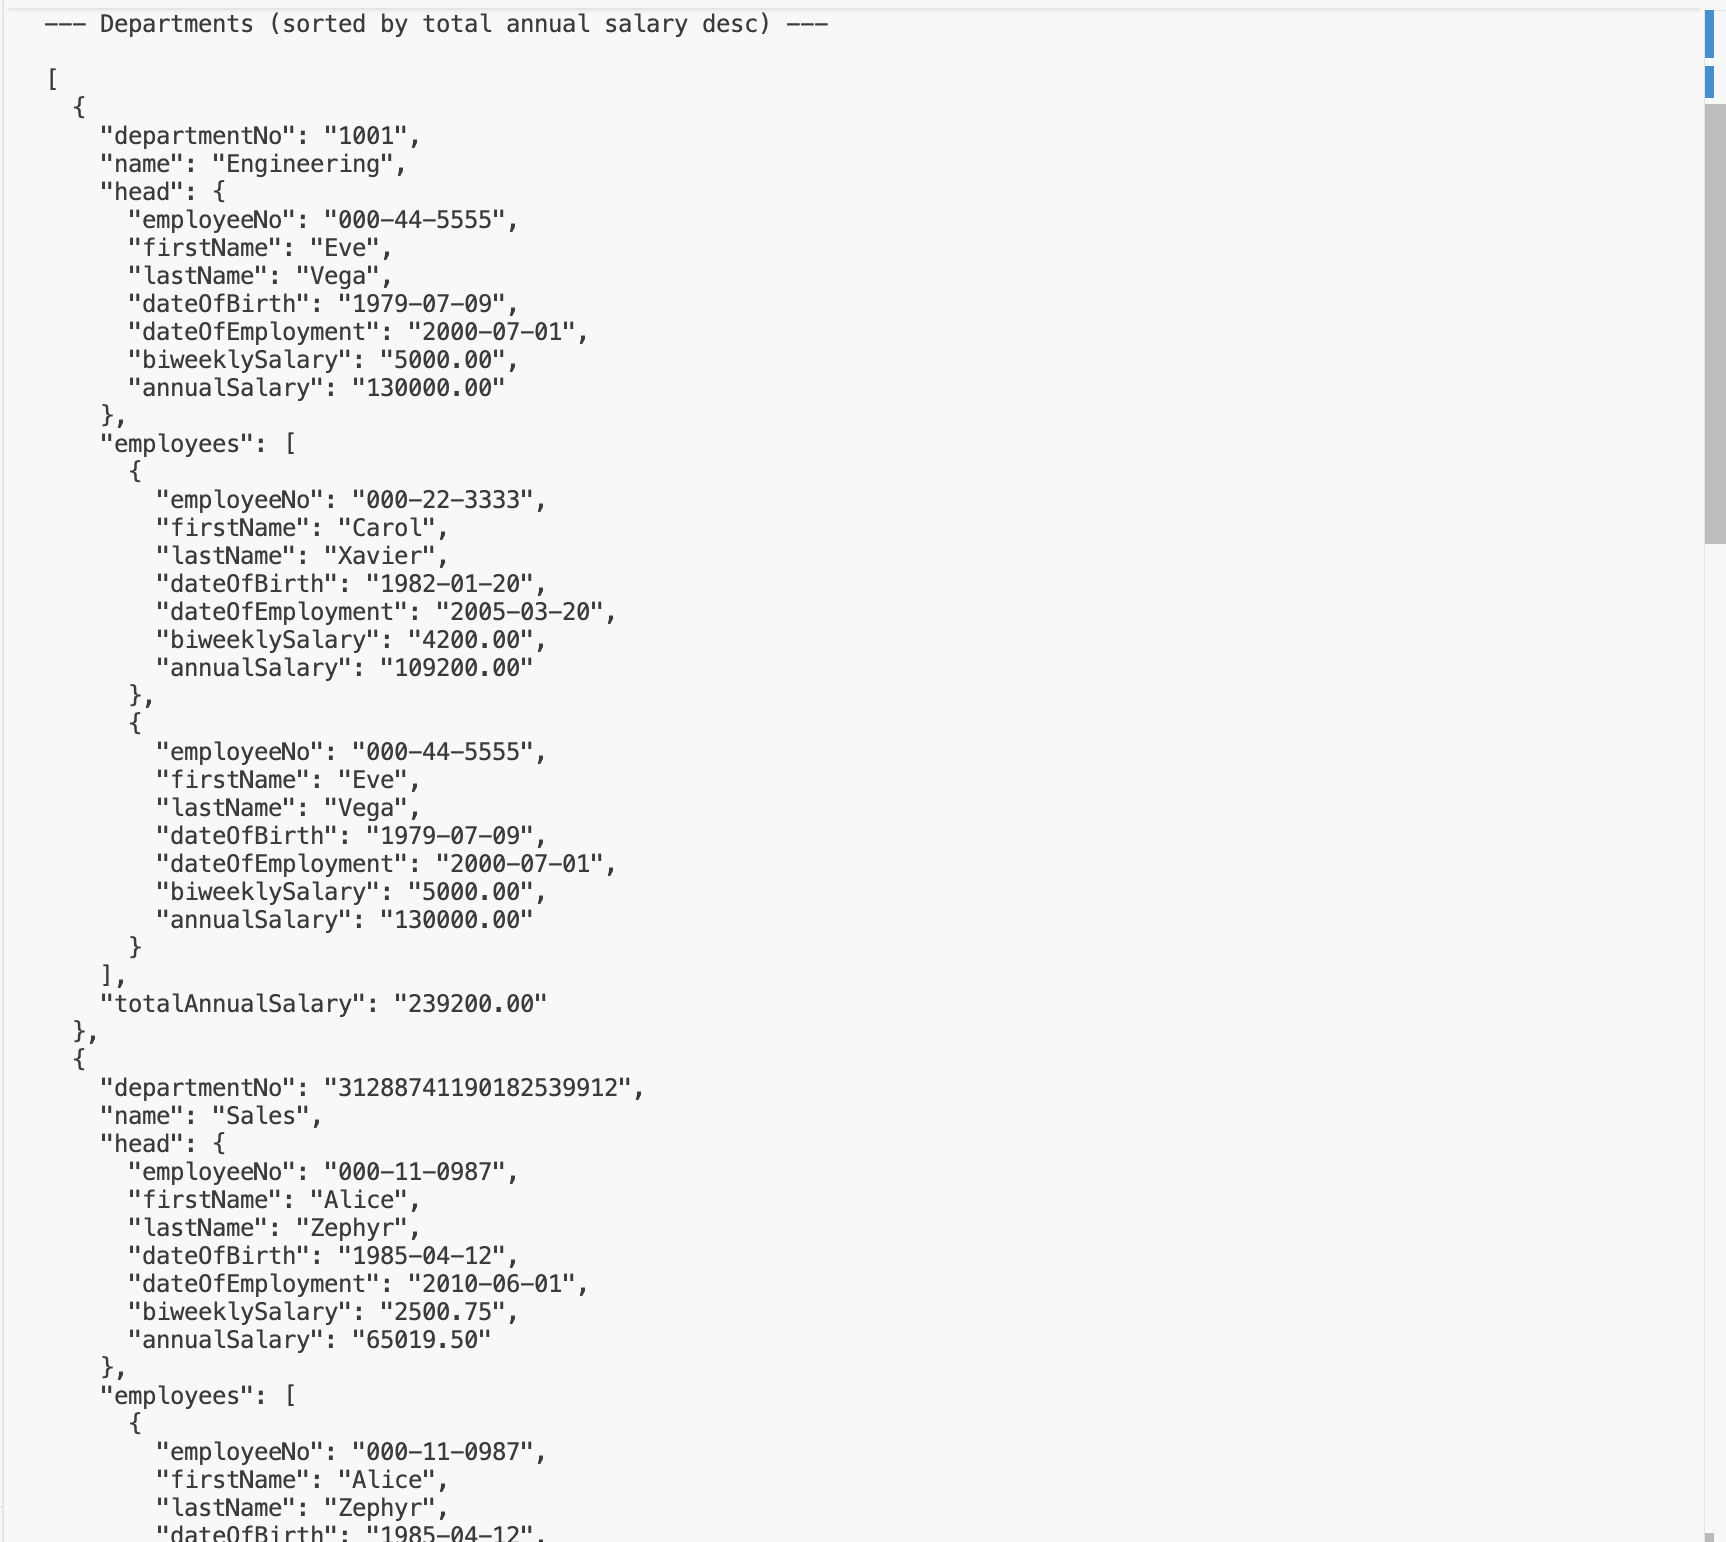 --- Departments (sorted by total annual salary desc) ---
[
  {
    "departmentNo": "1001",
    "name": "Engineering",
    "head": {
      "employeeNo": "000-44-5555",
      "firstName": "Eve",
      "lastName": "Vega",
      "dateOfBirth": "1979-07-09",
      "dateOfEmployment": "2000-07-01",
      "biweeklySalary": "5000.00",
      "annualSalary": "130000.00"
    },
    "employees": [
      {
        "employeeNo": "000-22-3333",
        "firstName": "Carol",
        "lastName": "Xavier",
        "dateOfBirth": "1982-01-20",
        "dateOfEmployment": "2005-03-20",
        "biweeklySalary": "4200.00",
        "annualSalary": "109200.00"
      },
      {
        "employeeNo": "000-44-5555",
        "firstName": "Eve",
        "lastName": "Vega",
        "dateOfBirth": "1979-07-09",
        "dateOfEmployment": "2000-07-01",
        "biweeklySalary": "5000.00",
        "annualSalary": "130000.00"
      }
    ],
    "totalAnnualSalary": "239200.00"
  },
  {
    "departmentNo": "31288741190182539912",
    "name": "Sales",
    "head": {
      "employeeNo": "000-11-0987",
      "firstName": "Alice",
      "lastName": "Zephyr",
      "dateOfBirth": "1985-04-12",
      "dateOfEmployment": "2010-06-01",
      "biweeklySalary": "2500.75",
      "annualSalary": "65019.50"
    },
    "employees": [
      {
        "employeeNo": "000-11-0987",
        "firstName": "Alice",
        "lastName": "Zephyr",
        "dateOfBirth": "1985-04-12",